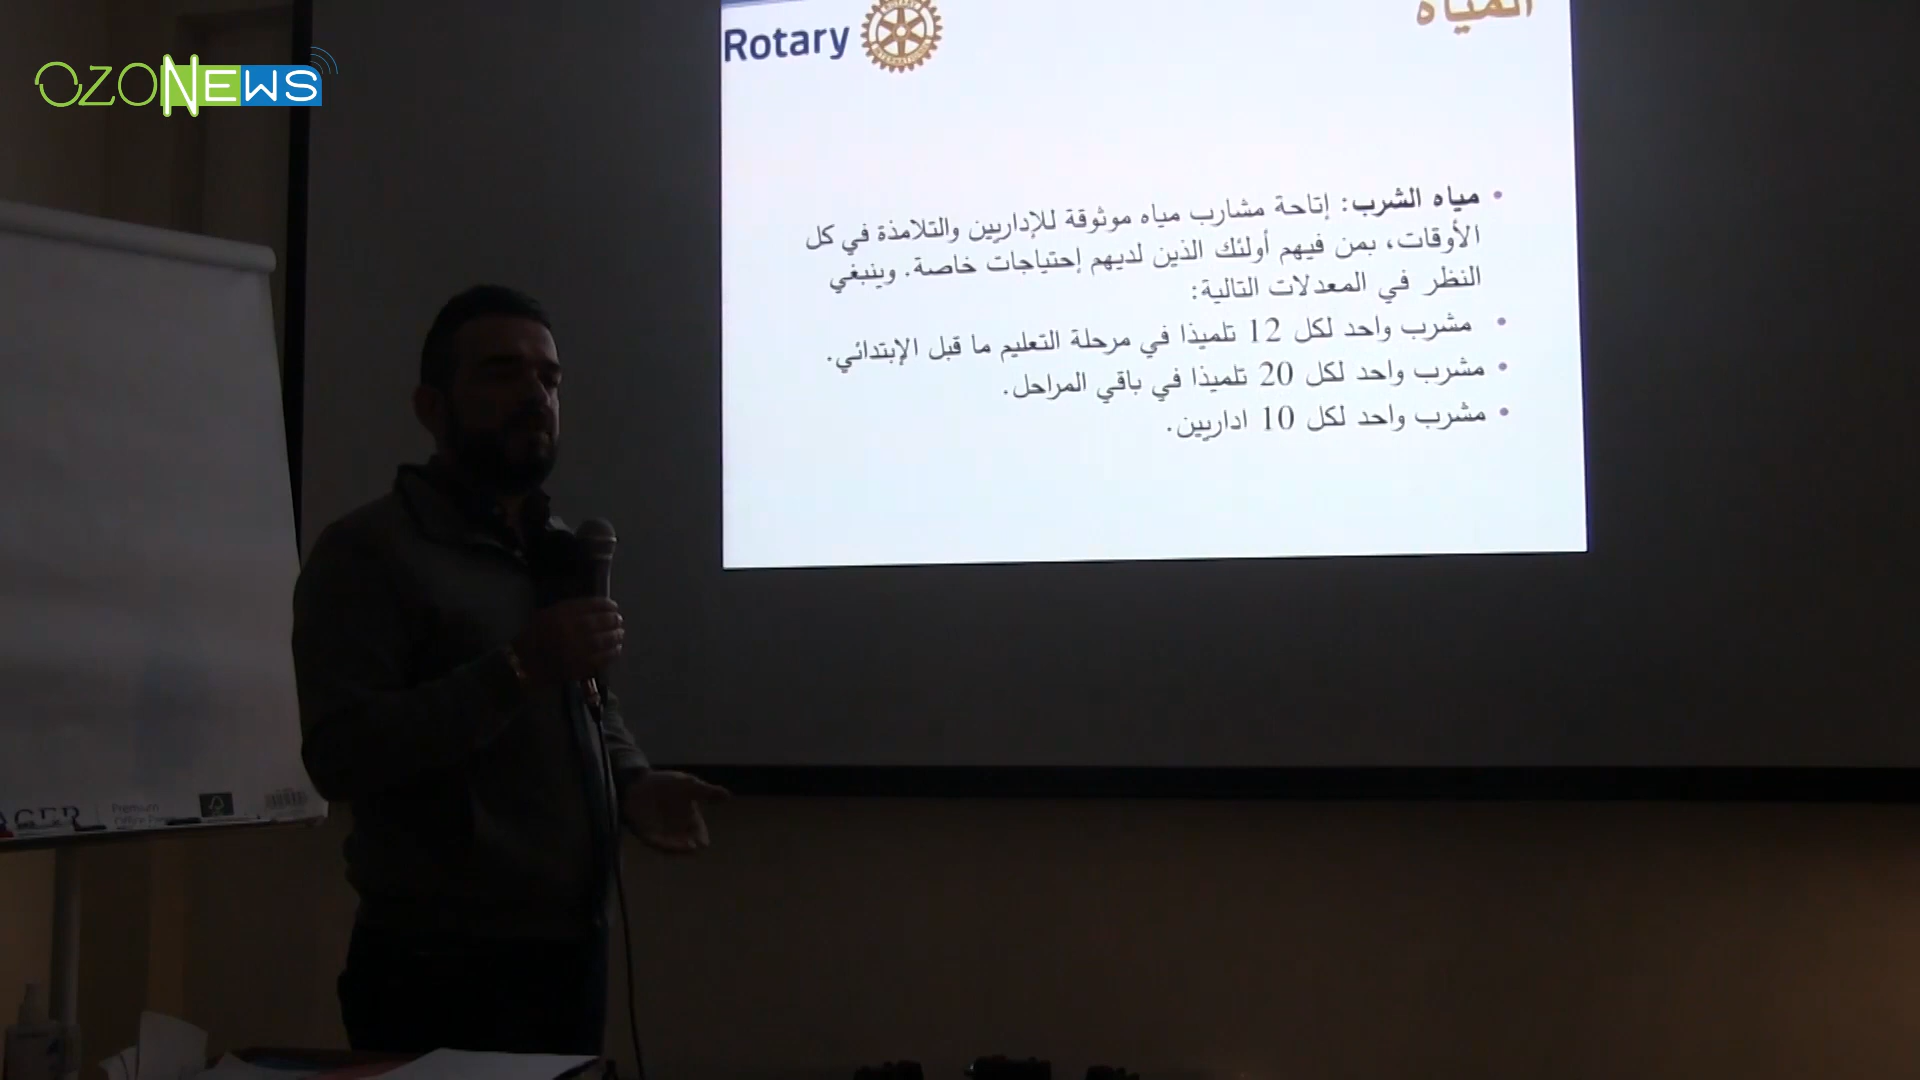 OZONEWS
Rotary
المياه
• مياه الشرب: إتاحة مشارب مياه موثوقة للإداريين والتلامذة في كل
الأوقات، بمن فيهم أولئك الذين لديهم إحتياجات خاصة. وينبغي
النظر في المعدلات التالية:
• مشرب واحد لكل 12 تلميذا في مرحلة التعليم ما قبل الإبتدائي.
• مشرب واحد لكل 20 تلميذا في باقي المراحل.
• مشرب واحد لكل 10 اداريين.
Premium